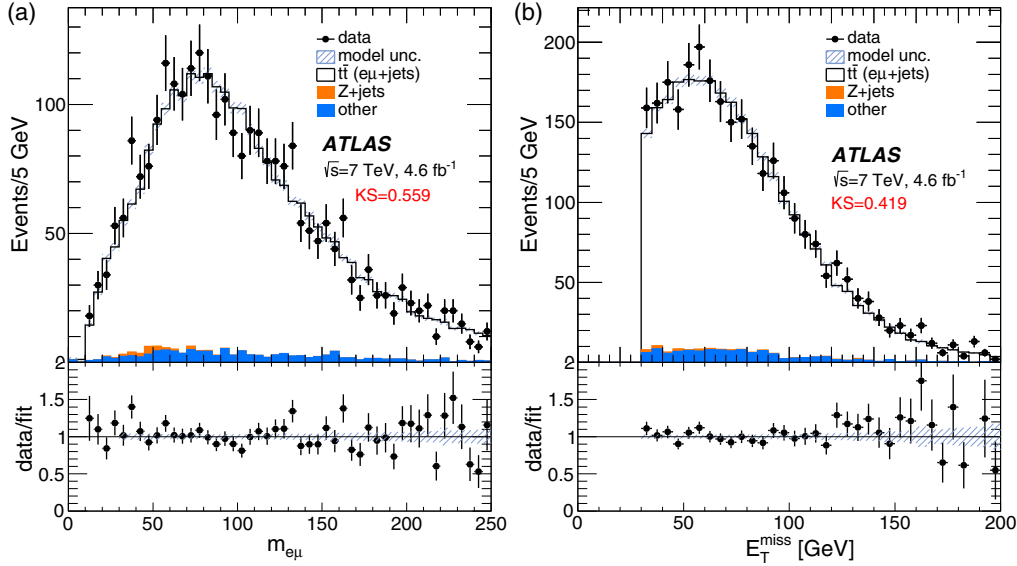 (a)
Events/5 GeV
100
50
0
data
model unc.
tt̄ (eμ+jets)
Z+jets
other
ATLAS
√s=7 TeV, 4.6 fb⁻¹
KS=0.559
data/fit
2
1.5
1
0.5
0
0 50 100 150 200 250
m_eμ
(b)
Events/5 GeV
200
150
100
50
0
data
model unc.
tt̄ (eμ+jets)
Z+jets
other
ATLAS
√s=7 TeV, 4.6 fb⁻¹
KS=0.419
data/fit
2
1.5
1
0.5
0
0 50 100 150 200
E_T^miss [GeV]